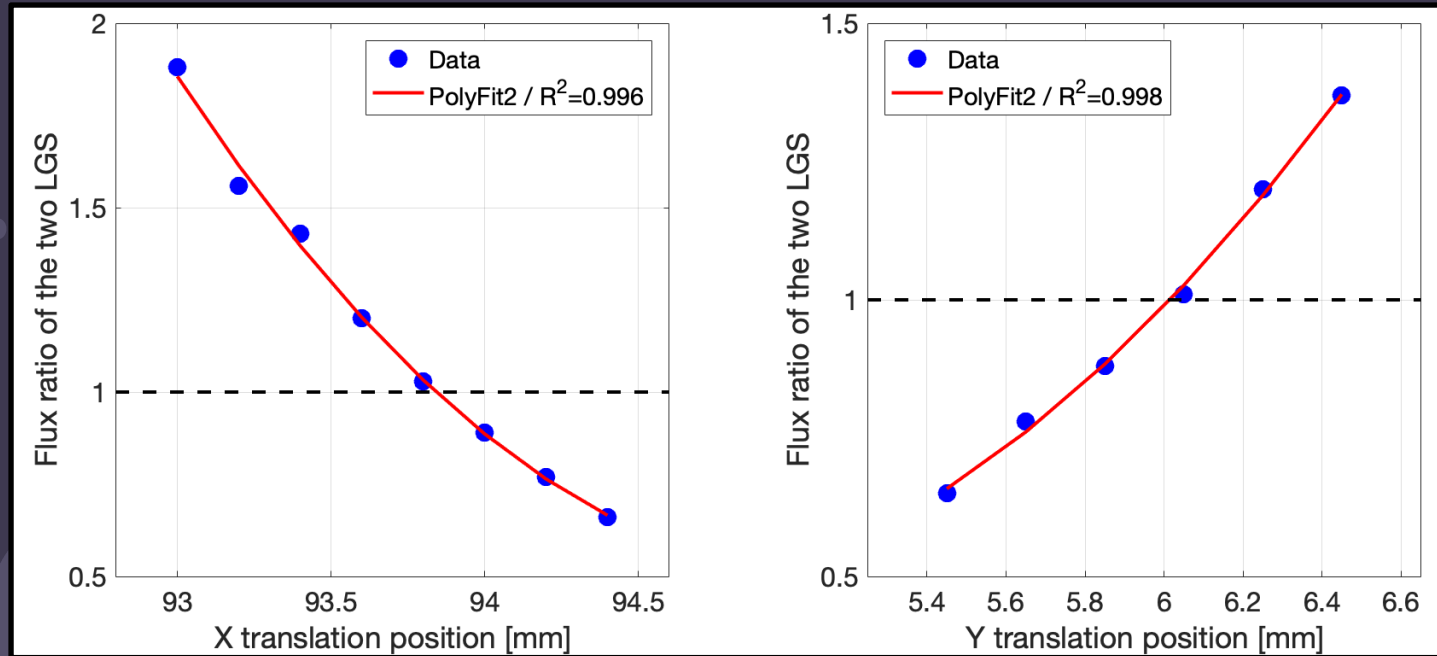 2
1.5
1
0.5
93
93.5
94
94.5
X translation position [mm]
Flux ratio of the two LGS
Data
PolyFit2 / R²=0.996
1.5
1
0.5
5.4
5.6
5.8
6
6.2
6.4
6.6
Y translation position [mm]
Flux ratio of the two LGS
Data
PolyFit2 / R²=0.998